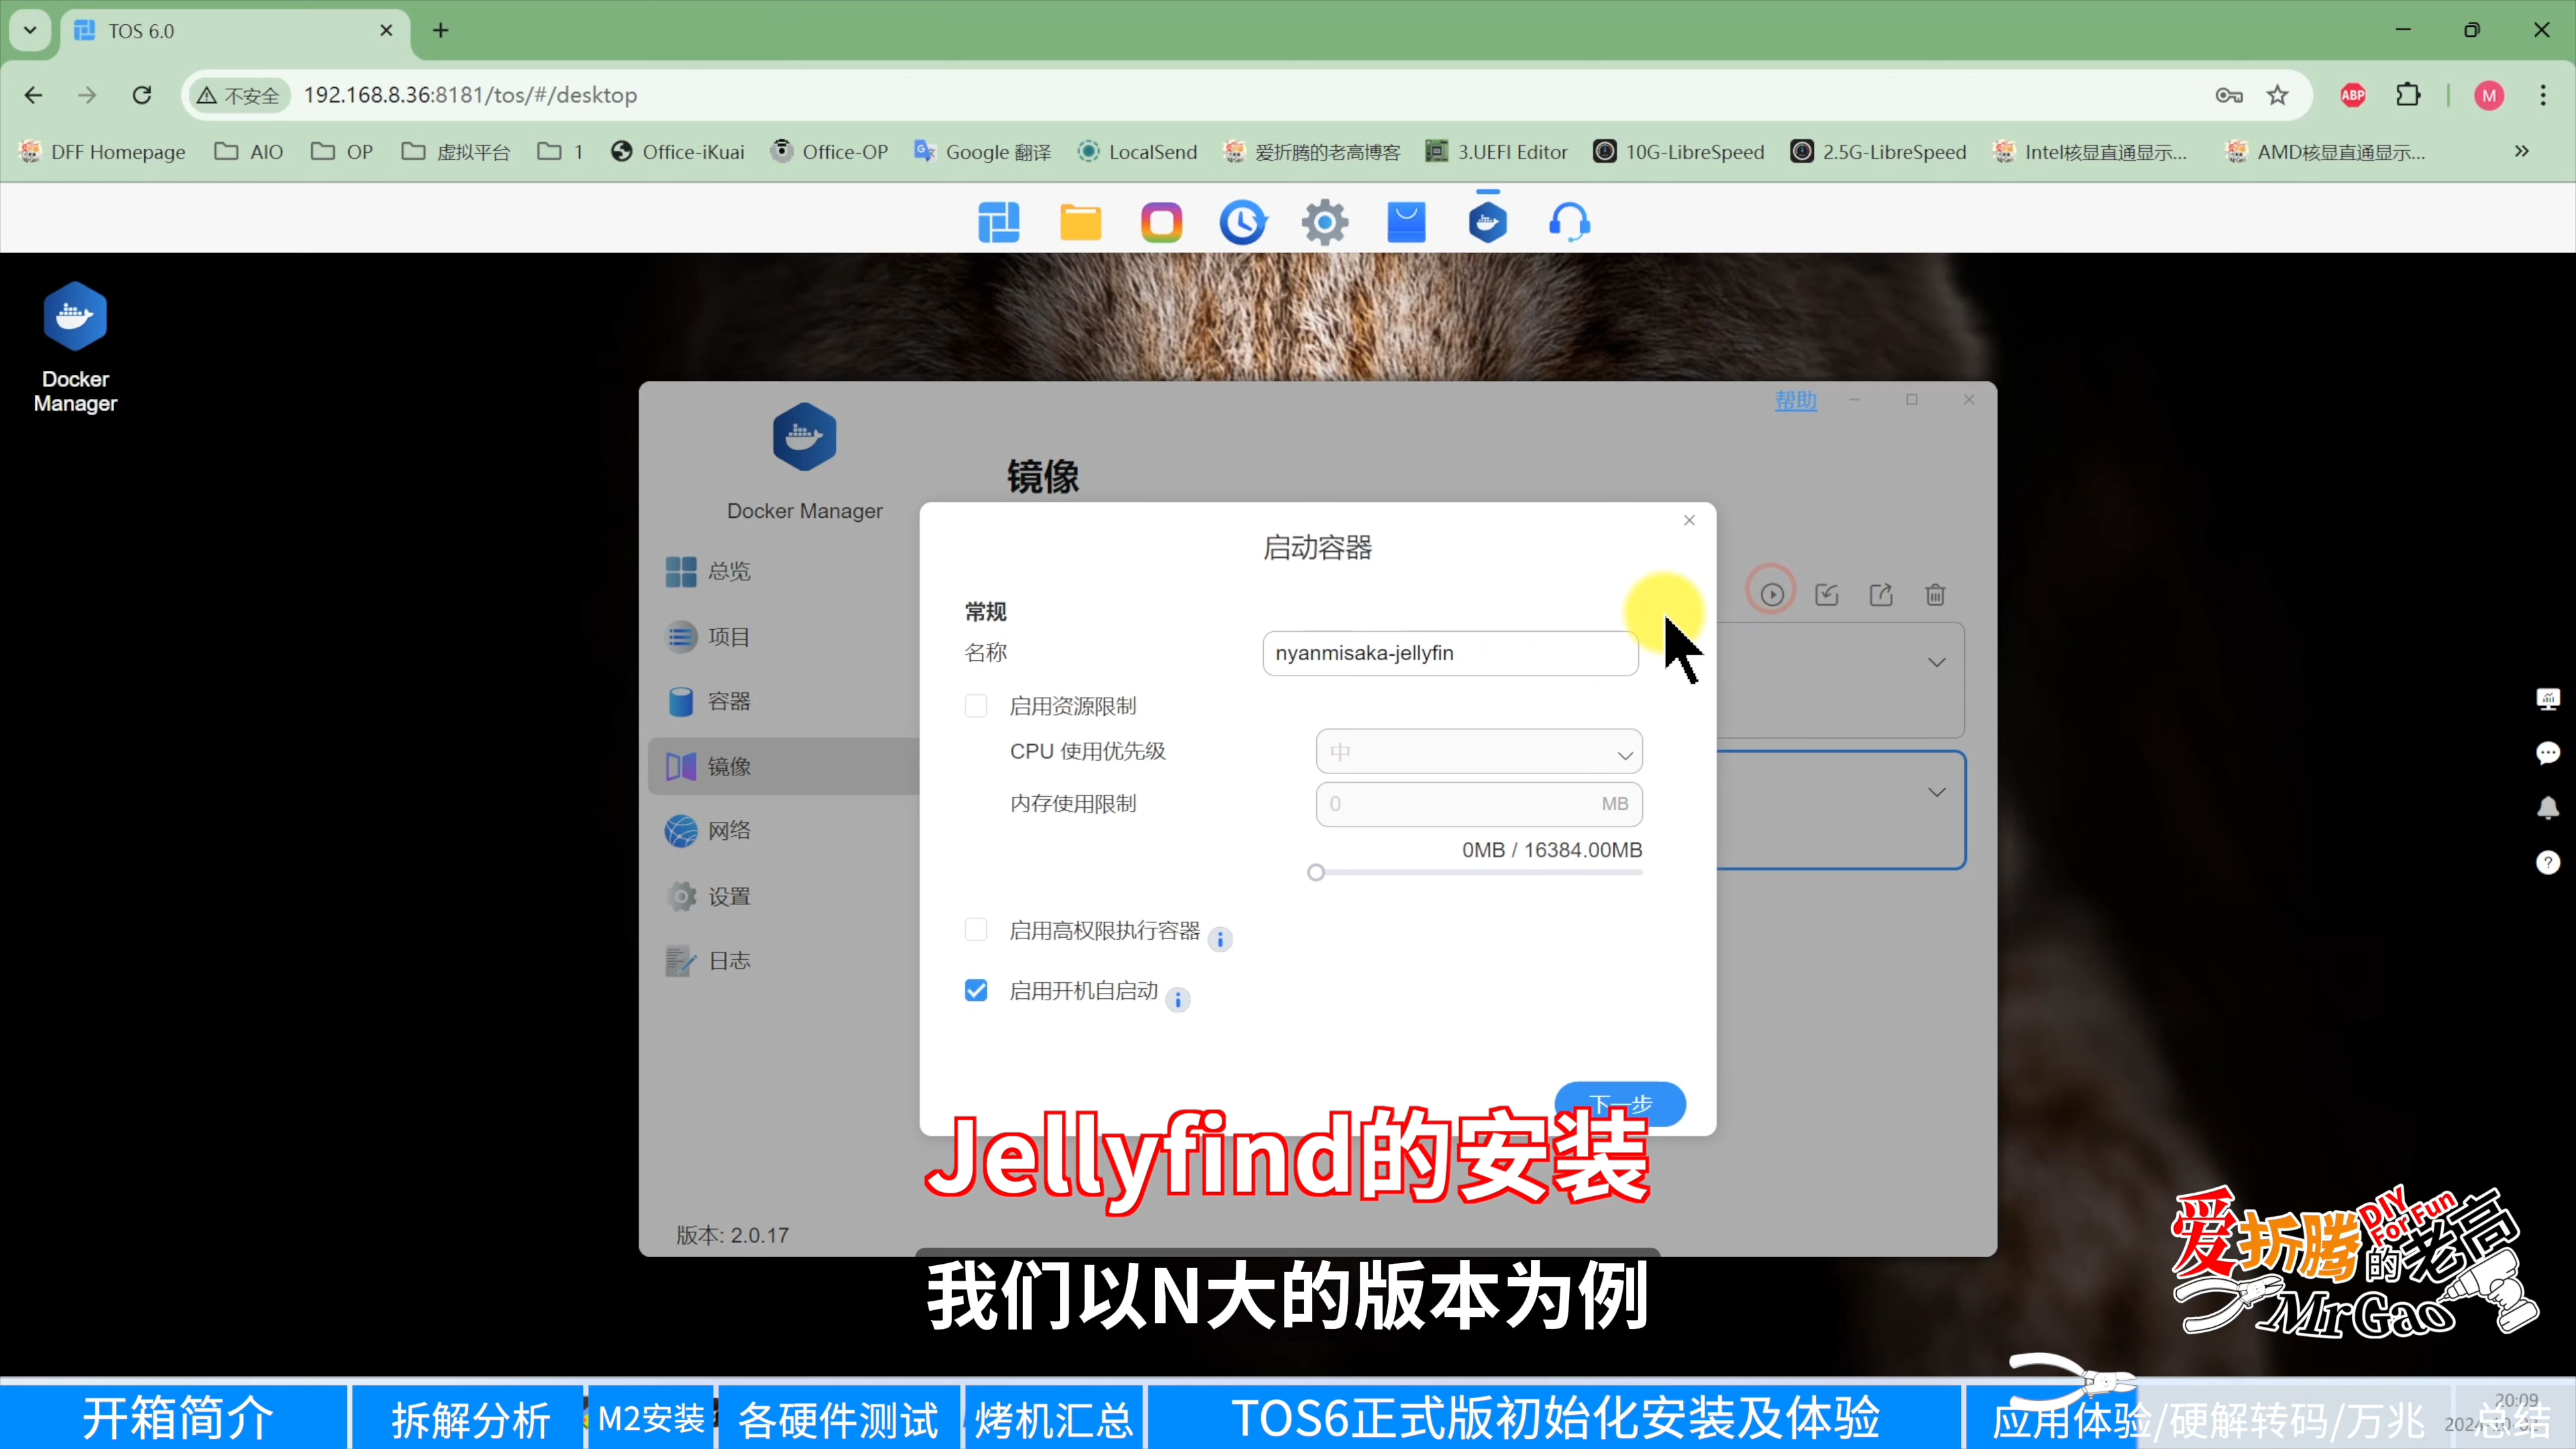 TOS 6.0
不安全
192.168.8.36:8181/tos/#/desktop
ABP
M
DFF Homepage
AIO
OP
虚拟平台
1
Office-iKuai
Office-OP
Google 翻译
LocalSend
爱折腾的老高博客
3.UEFI Editor
10G-LibreSpeed
2.5G-LibreSpeed
Intel核显直通显示...
AMD核显直通显示...
Docker
Manager
帮助
Docker Manager
镜像
总览
项目
容器
镜像
网络
设置
日志
版本: 2.0.17
启动容器
常规
名称
nyanmisaka-jellyfin
启用资源限制
CPU 使用优先级
中
内存使用限制
0
MB
0MB / 16384.00MB
启用高权限执行容器
启用开机自启动
下一步
Jellyfind的安装
我们以N大的版本为例
爱折腾的老高
DIY
For Fun
MrGao
开箱简介
拆解分析
M2安装
各硬件测试
烤机汇总
TOS6正式版初始化安装及体验
应用体验/硬解转码/万兆
总结
20:09